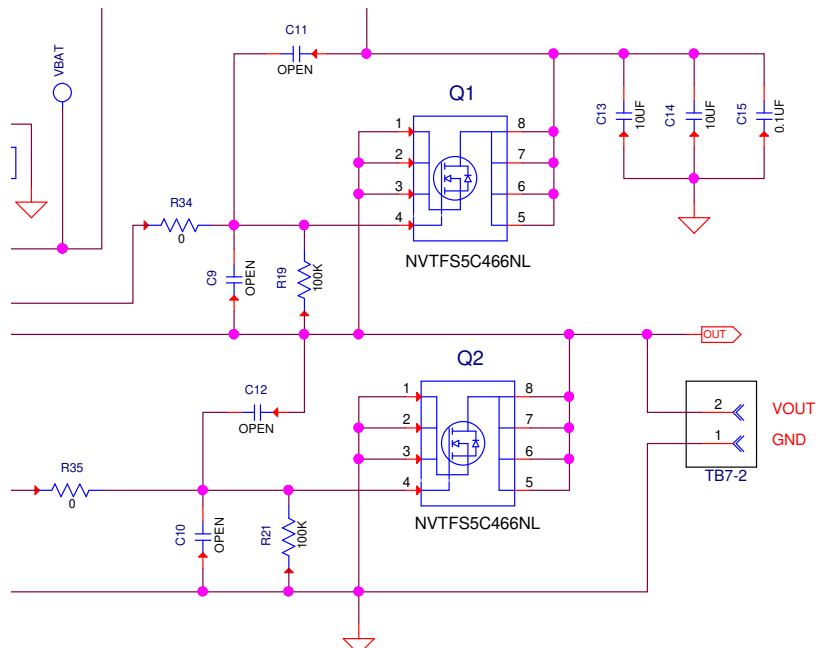 C11
OPEN
VBAT
Q1
1
2
3
4
8
7
6
5
NVTFS5C466NL
C13
10UF
C14
10UF
C15
0.1UF
R34
0
C9
OPEN
R19
100K
OUT
Q2
1
2
3
4
8
7
6
5
NVTFS5C466NL
C12
OPEN
2
VOUT
1
GND
TB7-2
R35
0
C10
OPEN
R21
100K